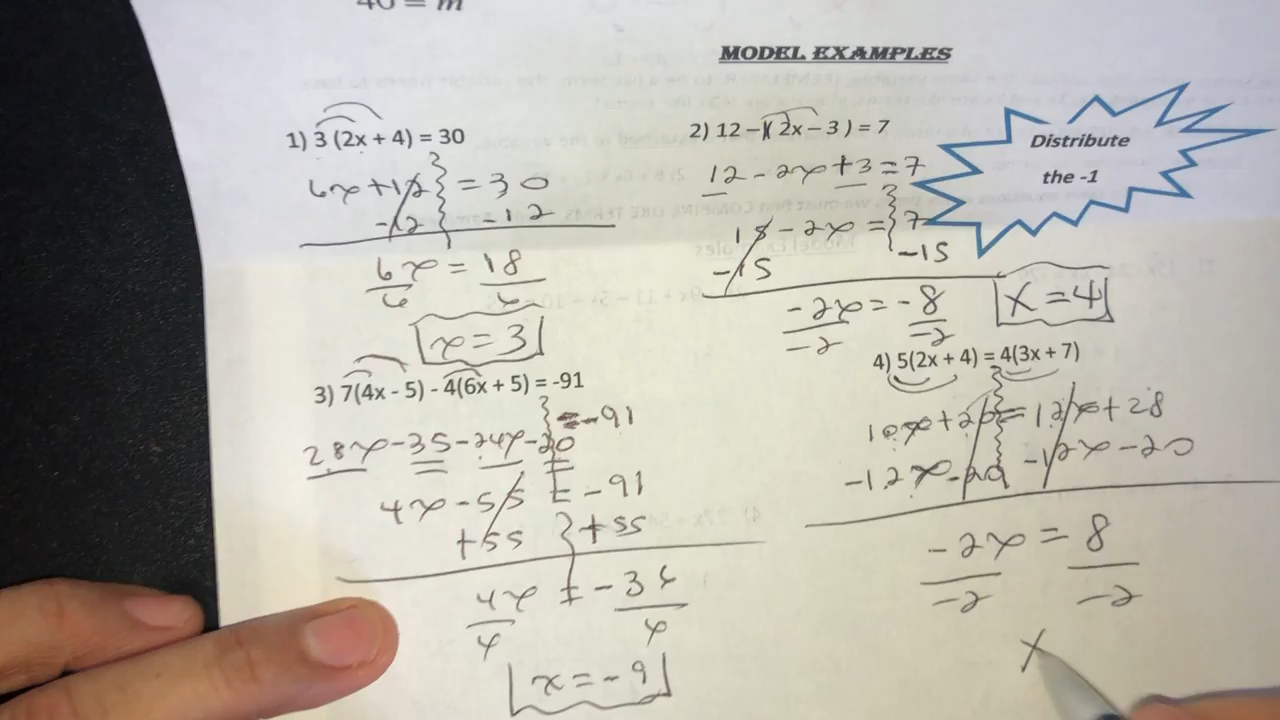 40 = m
MODEL EXAMPLES
1) 3 (2x + 4) = 30
6x + 12 = 30
-12 -12
6x = 18
6 6
x = 3
2) 12 – ( 2x – 3 ) = 7
12 - 2x + 3 = 7
15 - 2x = 7
-15 -15
-2x = -8
-2 -2
x = 4
Distribute
the -1
3) 7(4x - 5) - 4(6x + 5) = -91
28x - 35 - 24x - 20 = -91
4x - 55 = -91
+55 +55
4x = -36
4 4
x = -9
4) 5(2x + 4) = 4(3x + 7)
10x + 20 = 12x + 28
-12x - 20 -12x - 20
-2x = 8
-2 -2
x